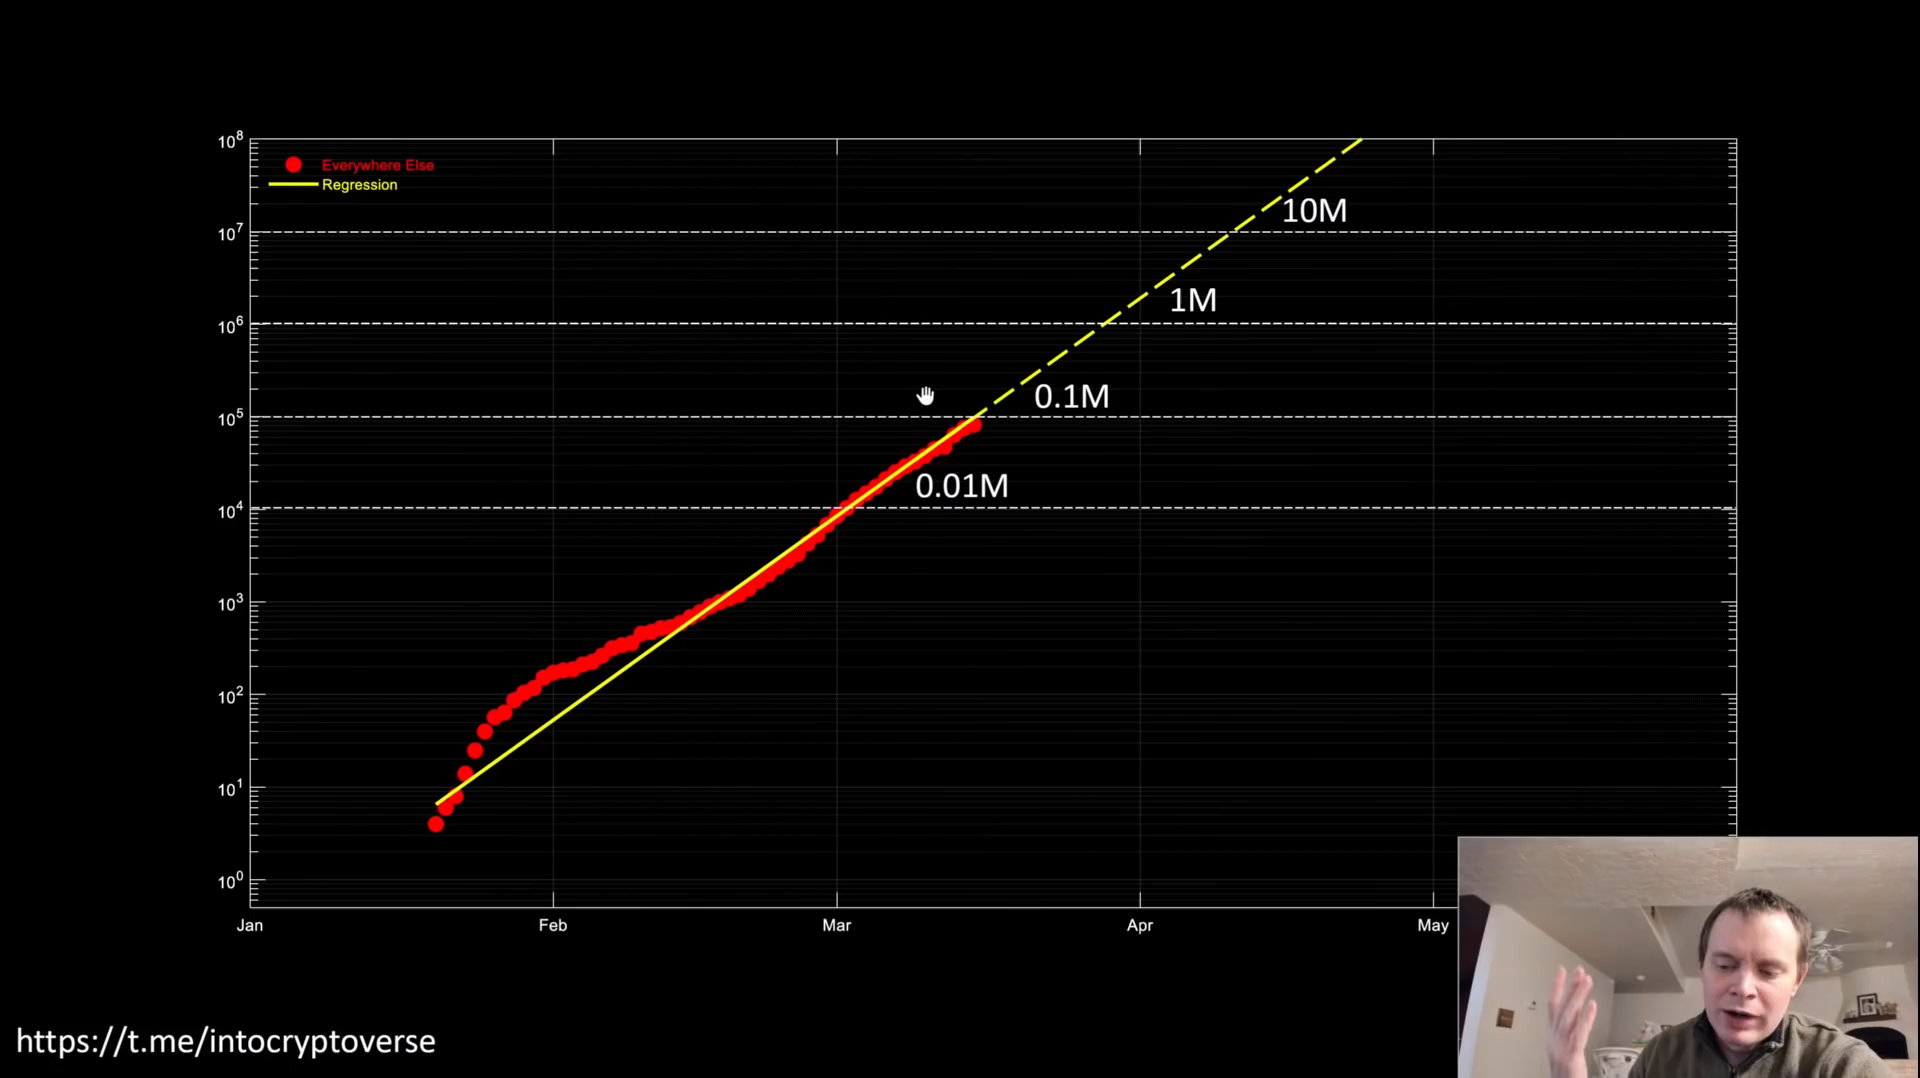 10^8
Everywhere Else
Regression
10M
10^7
1M
10^6
0.1M
10^5
0.01M
10^4
10^3
10^2
10^1
10^0
Jan Feb Mar Apr May
https://t.me/intocryptoverse